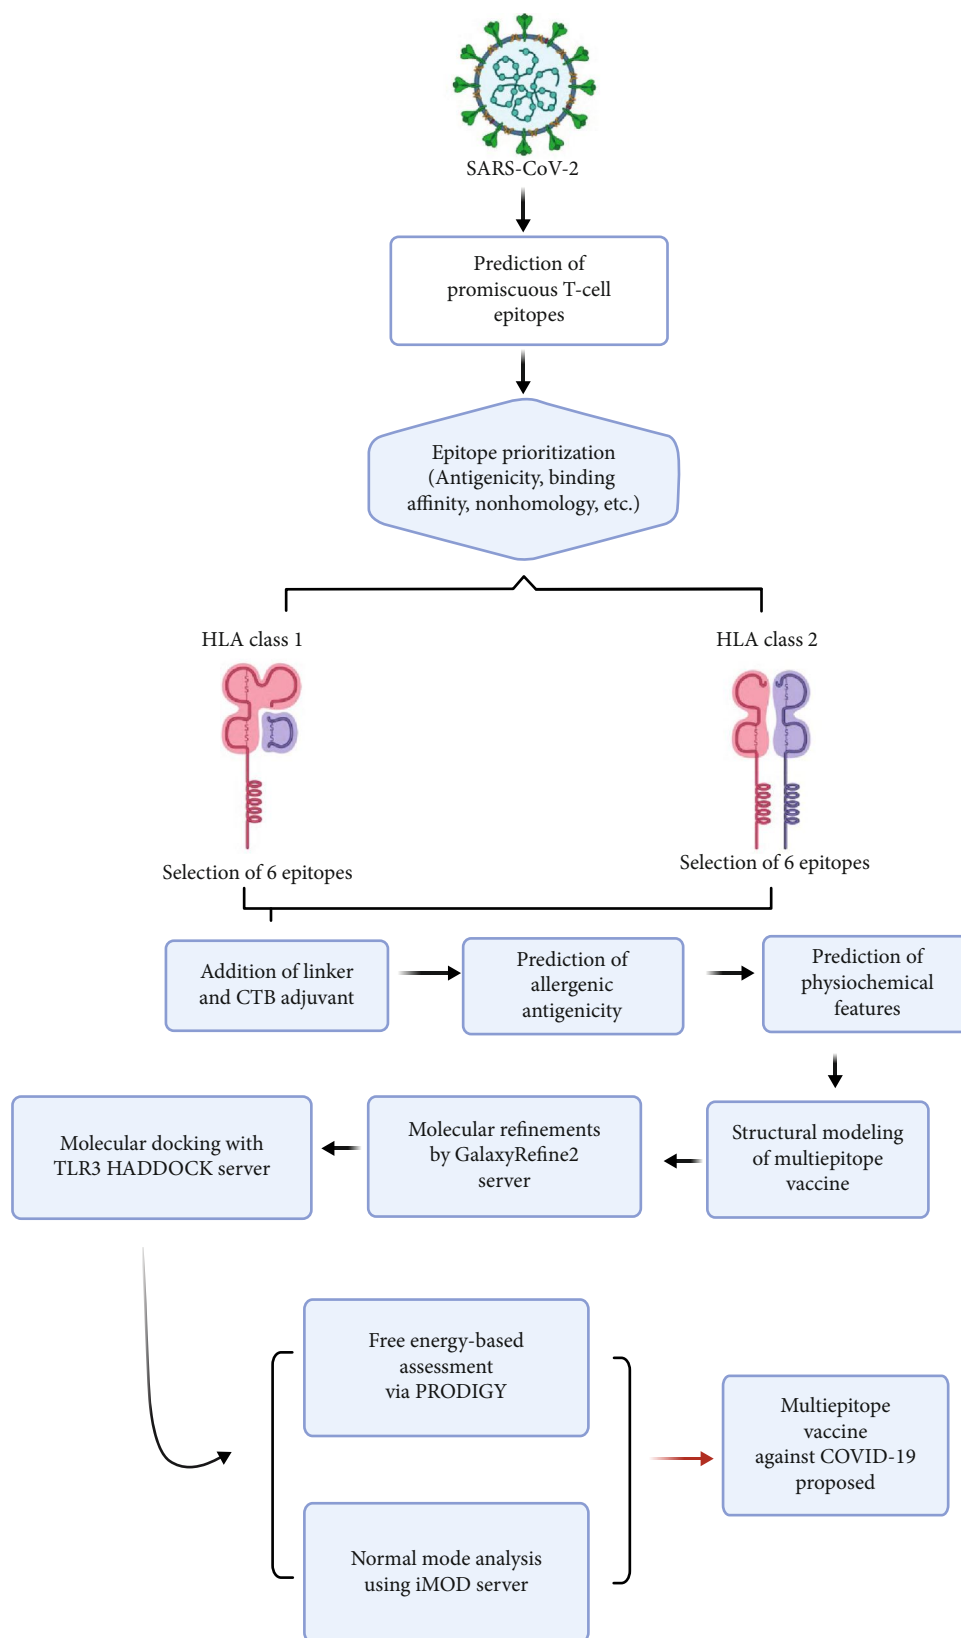 SARS-CoV-2
Prediction of
promiscuous T-cell
epitopes
Epitope prioritization
(Antigenicity, binding
affinity, nonhomology, etc.)
HLA class 1
HLA class 2
Selection of 6 epitopes
Selection of 6 epitopes
Addition of linker
and CTB adjuvant
Prediction of
allergenic
antigenicity
Prediction of
physiochemical
features
Structural modeling
of multiepitope
vaccine
Molecular refinements
by GalaxyRefine2
server
Molecular docking with
TLR3 HADDOCK server
Free energy-based
assessment
via PRODIGY
Normal mode analysis
using iMOD server
Multiepitope
vaccine
against COVID-19
proposed